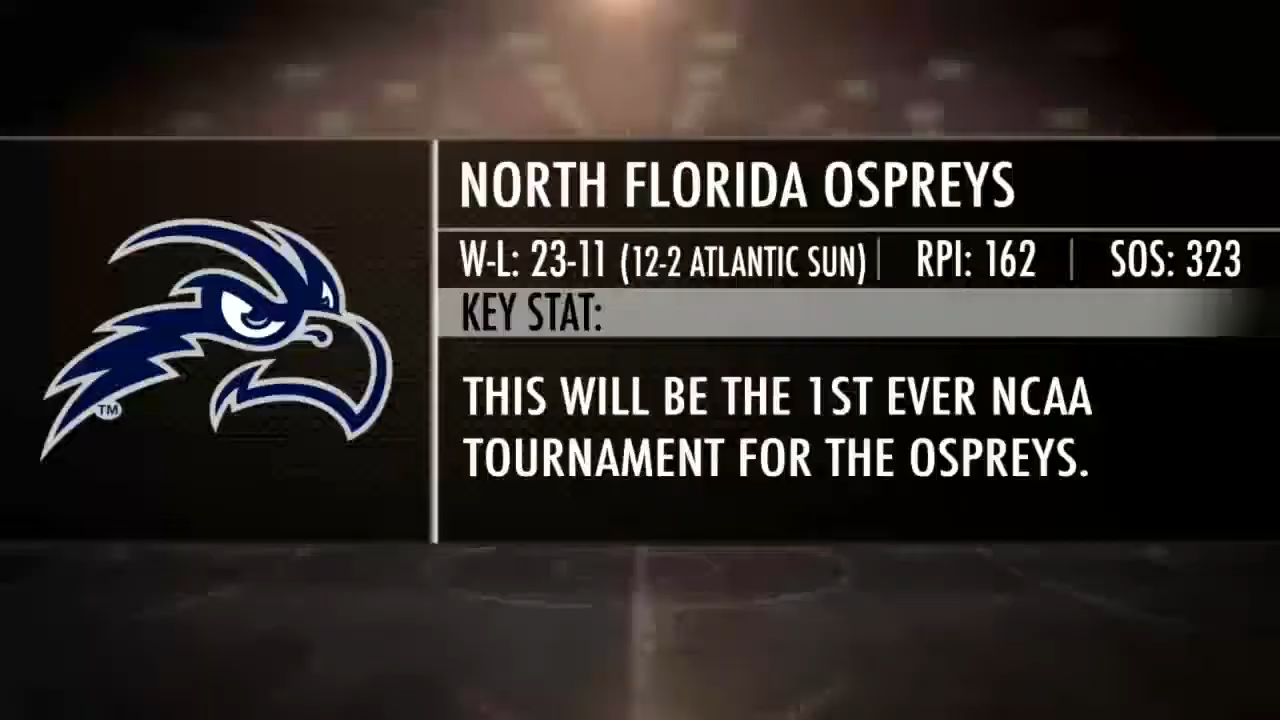 NORTH FLORIDA OSPREYS
W-L: 23-11 (12-2 ATLANTIC SUN) | RPI: 162 | SOS: 323
KEY STAT:
THIS WILL BE THE 1ST EVER NCAA
TOURNAMENT FOR THE OSPREYS.
TM